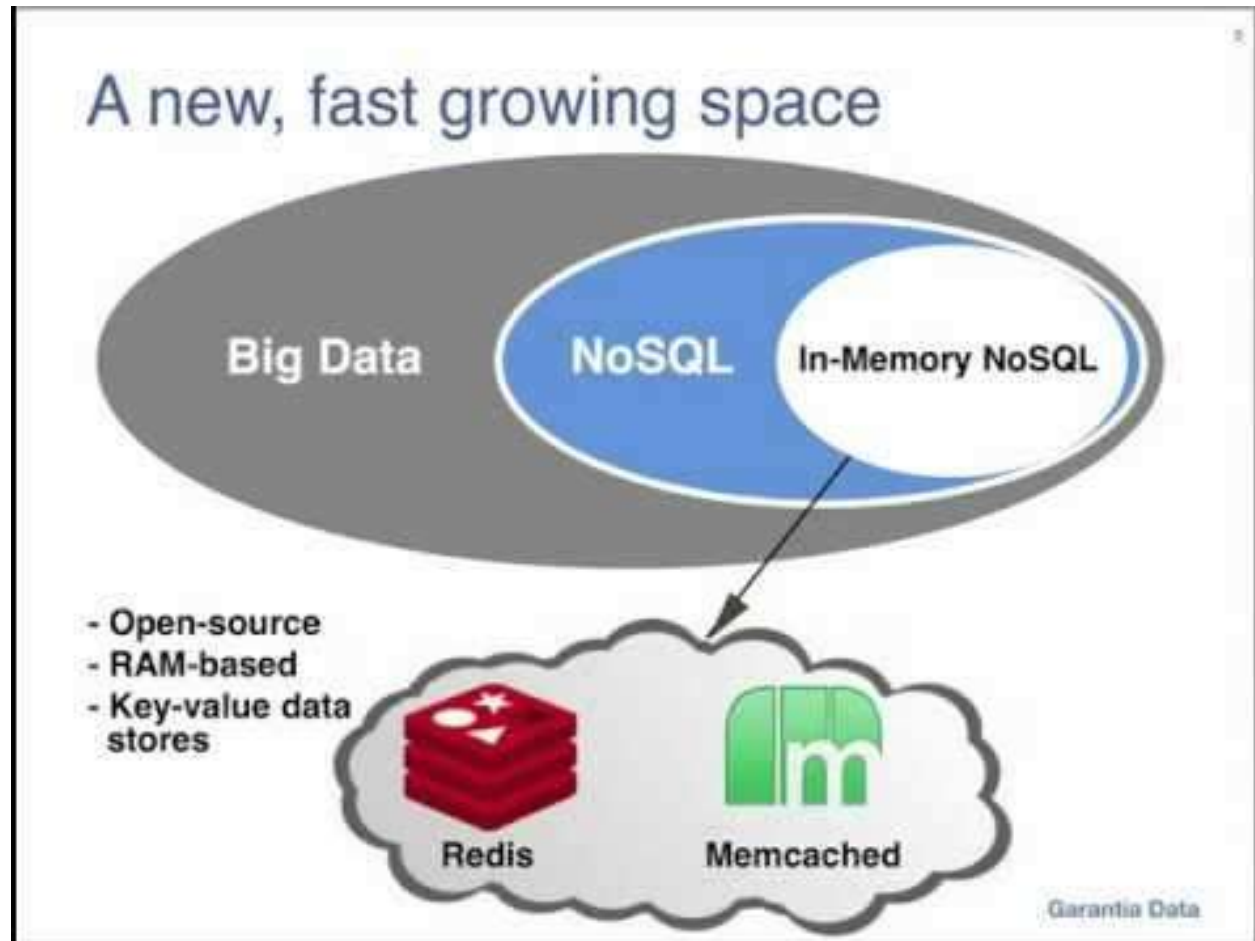 A new, fast growing space
Big Data
NoSQL
In-Memory NoSQL
- Open-source
- RAM-based
- Key-value data
stores
m
Redis
Memcached
Garantia Data